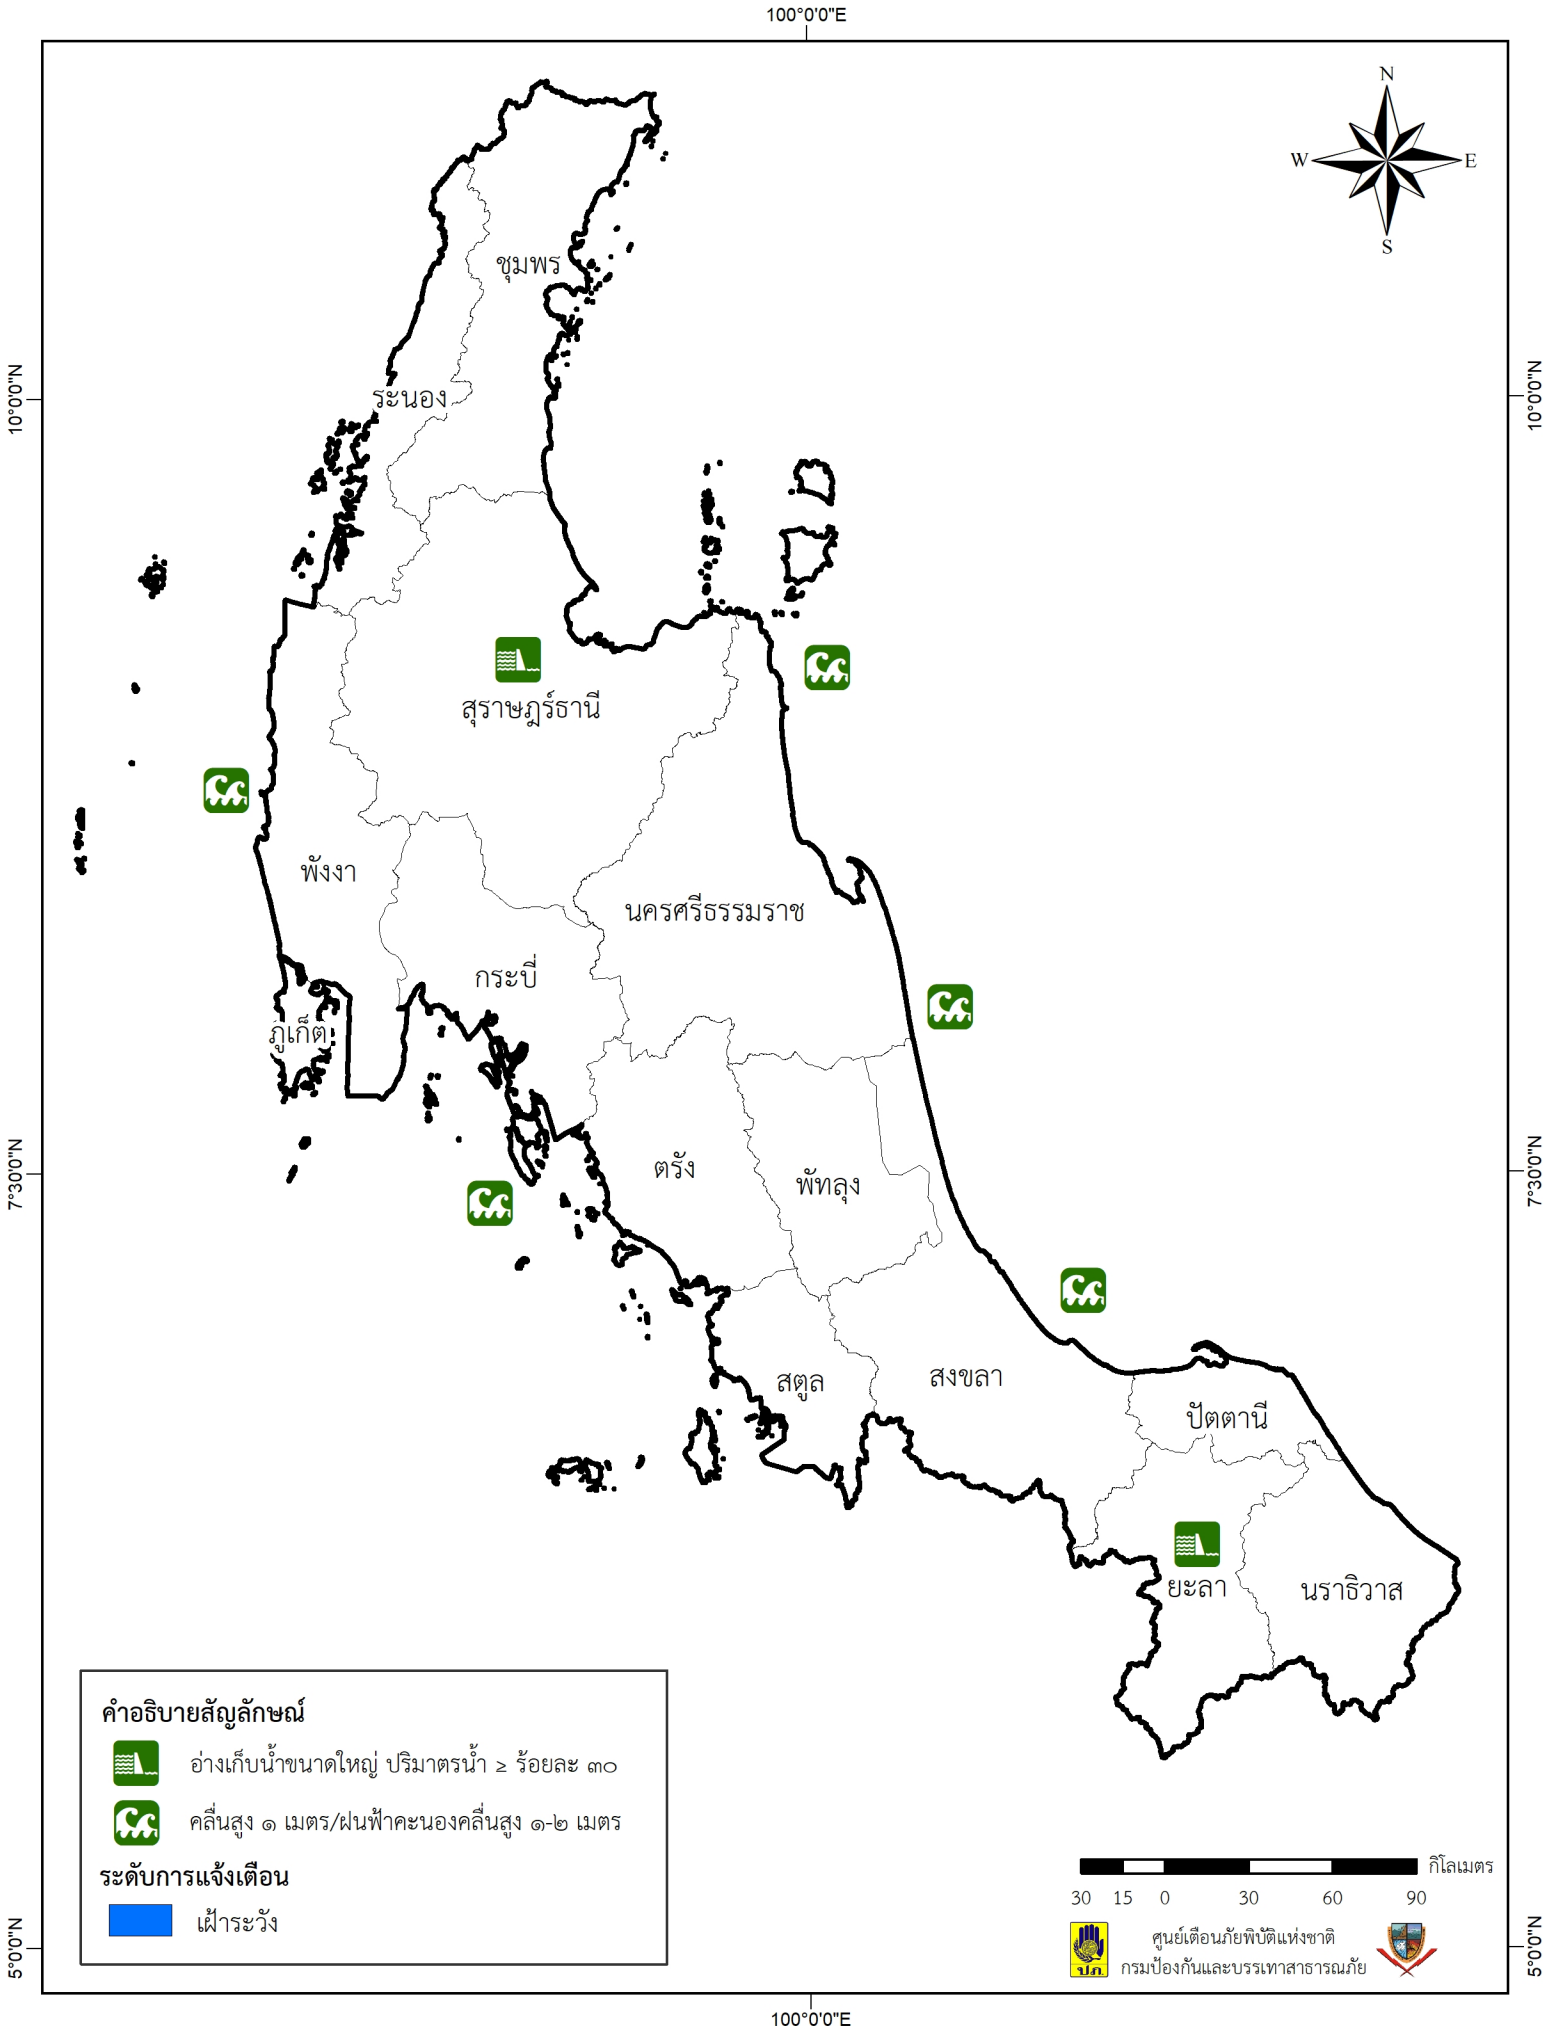 100°0'0"E
N
W
E
S
ชุมพร
10°0'0"N
10°0'0"N
ระนอง
สุราษฎร์ธานี
พังงา
นครศรีธรรมราช
กระบี่
ภูเก็ต
7°30'0"N
7°30'0"N
ตรัง
พัทลุง
สตูล
สงขลา
ปัตตานี
ยะลา
นราธิวาส
คำอธิบายสัญลักษณ์
อ่างเก็บน้ำขนาดใหญ่ ปริมาตรน้ำ ≥ ร้อยละ ๓๐
คลื่นสูง ๑ เมตร/ฝนฟ้าคะนองคลื่นสูง ๑-๒ เมตร
ระดับการแจ้งเตือน
เฝ้าระวัง
กิโลเมตร
30 15 0 30 60 90
ศูนย์เตือนภัยพิบัติแห่งชาติ
กรมป้องกันและบรรเทาสาธารณภัย
ปภ.
5°0'0"N
5°0'0"N
100°0'0"E